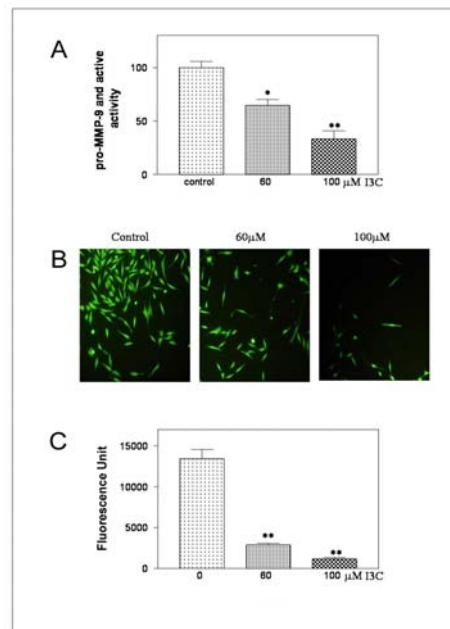 A
pro-MMP-9 and active
activity
100
50
0
*
**
control 60 100 μM I3C
B
Control 60μM 100μM
C
Fluorescence Unit
15000
10000
5000
0
**
**
0 60 100 μM I3C